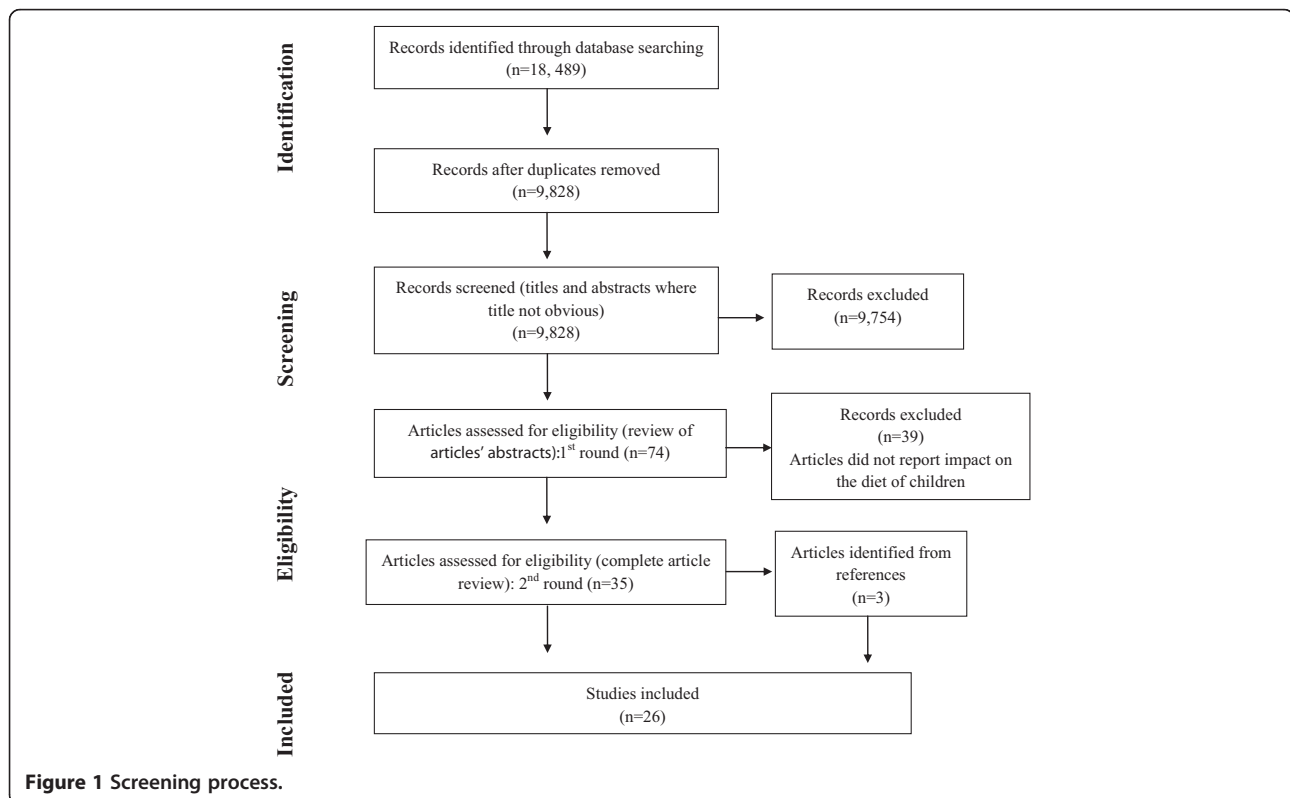 Identification
Records identified through database searching
(n=18, 489)
Records after duplicates removed
(n=9,828)
Screening
Records screened (titles and abstracts where
title not obvious)
(n=9,828)
Records excluded
(n=9,754)
Eligibility
Articles assessed for eligibility (review of
articles' abstracts):1st round (n=74)
Records excluded
(n=39)
Articles did not report impact on
the diet of children
Articles assessed for eligibility (complete article
review): 2nd round (n=35)
Articles identified from
references
(n=3)
Included
Studies included
(n=26)
Figure 1 Screening process.